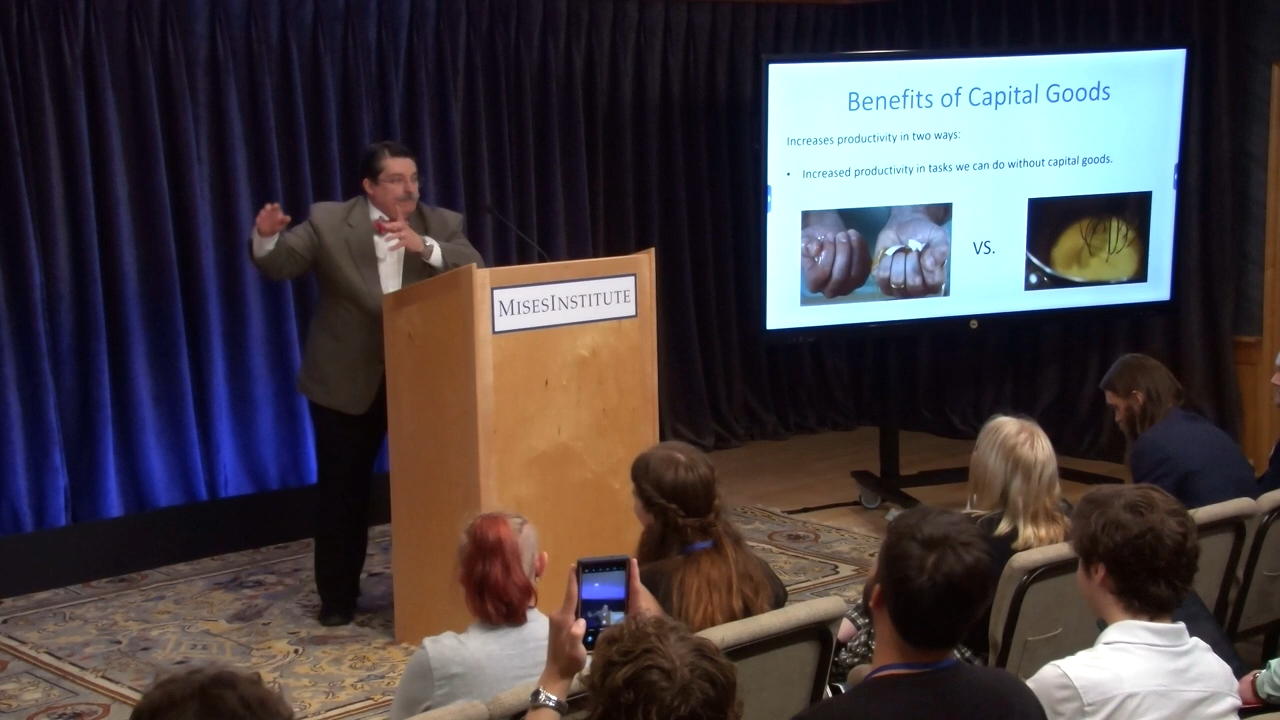 MISESINSTITUTE
Benefits of Capital Goods
Increases productivity in two ways:
• Increased productivity in tasks we can do without capital goods.
VS.